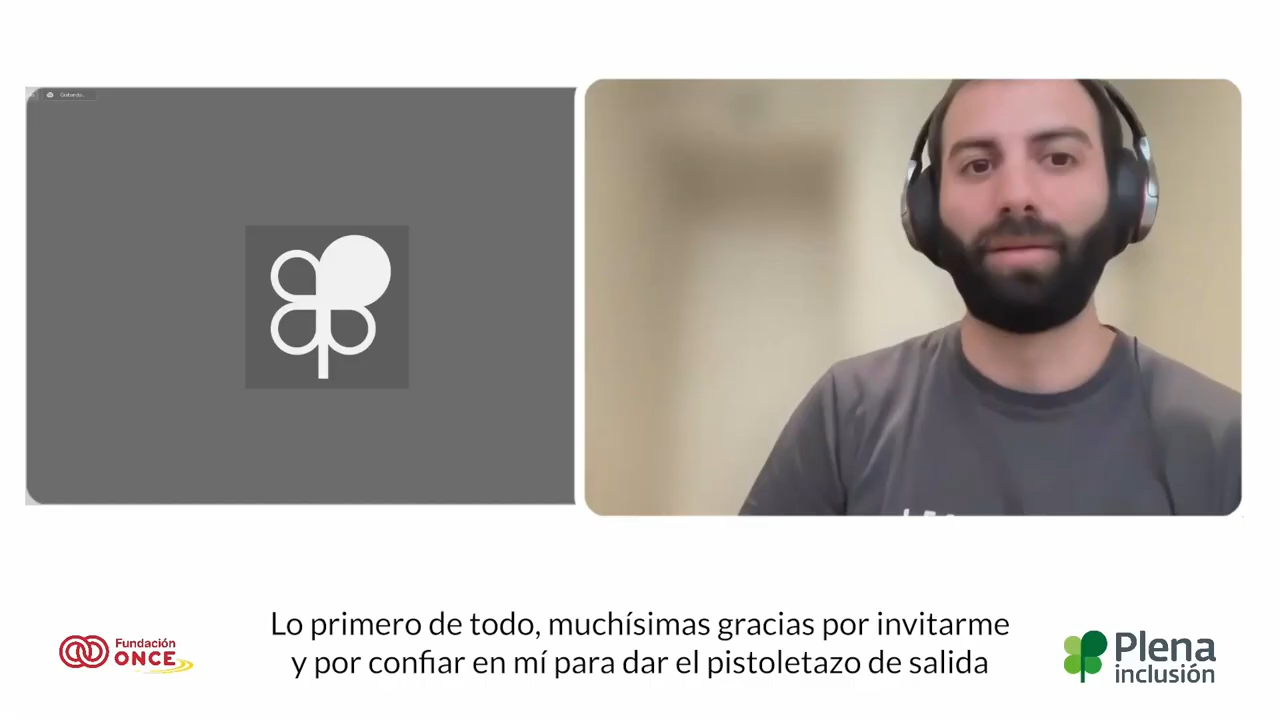 Lo primero de todo, muchísimas gracias por invitarme
y por confiar en mí para dar el pistoletazo de salida
Fundación
ONCE
Plena
inclusión